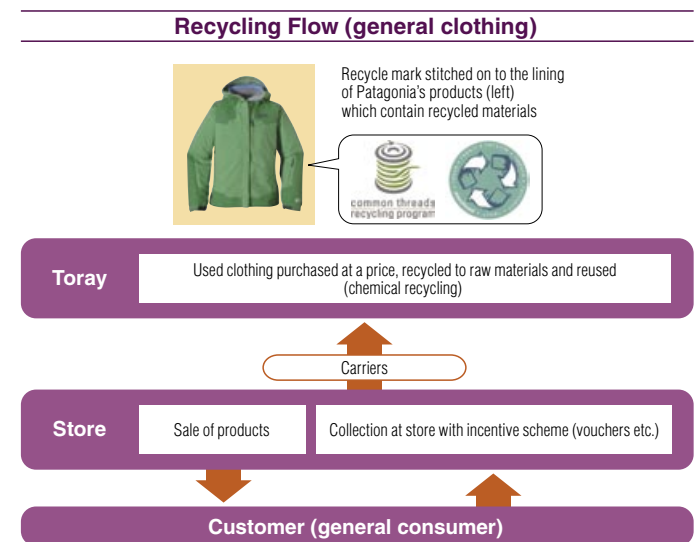 Recycling Flow (general clothing)
Recycle mark stitched on to the lining
of Patagonia's products (left)
which contain recycled materials
common threads
recycling program
Toray
Used clothing purchased at a price, recycled to raw materials and reused
(chemical recycling)
Carriers
Store
Sale of products
Collection at store with incentive scheme (vouchers etc.)
Customer (general consumer)